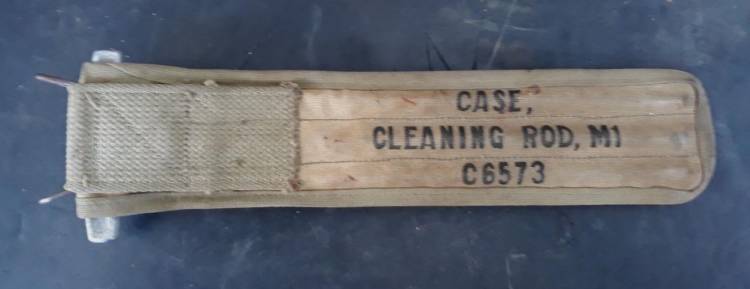 CASE,
CLEANING ROD, M1
C6573